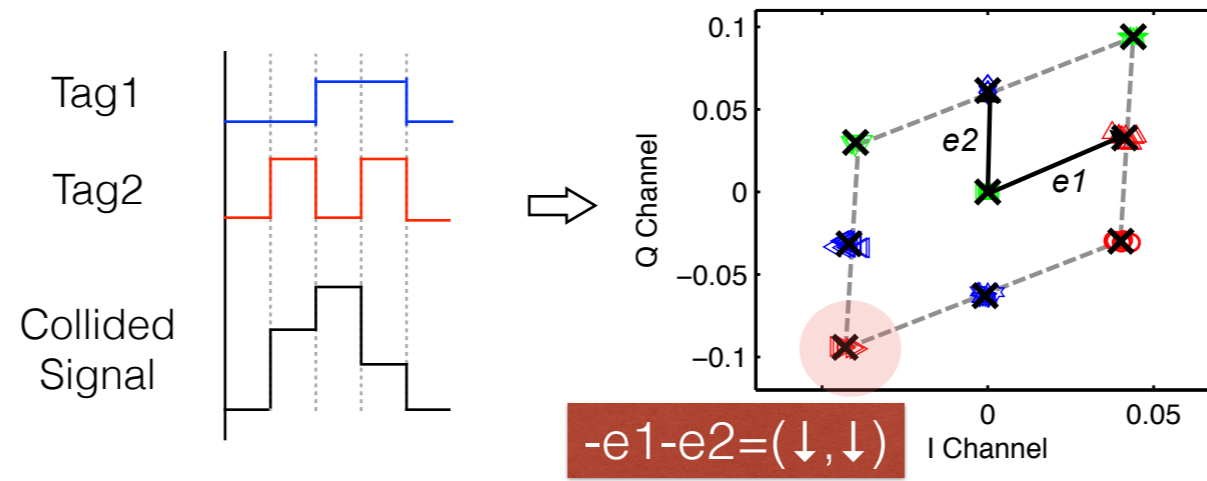 Tag1
Tag2
Collided
Signal
Q Channel
0.1
0.05
0
−0.05
−0.1
e2
e1
0
0.05
I Channel
-e1-e2=(↓,↓)